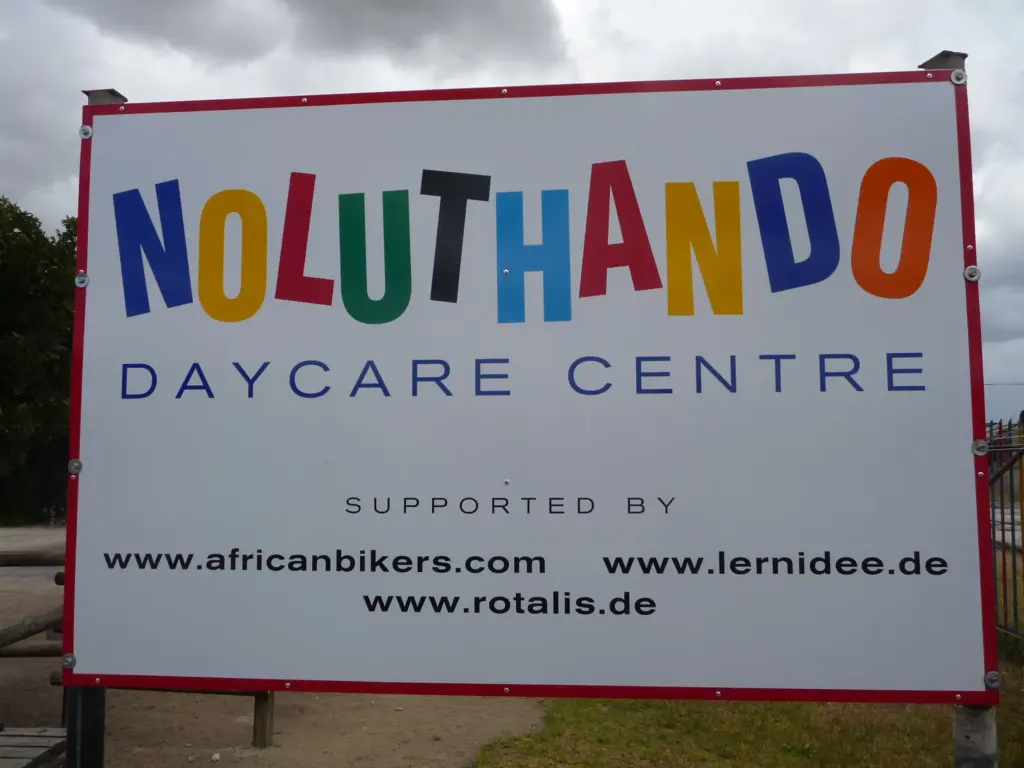 NOLUTHANDO
DAYCARE CENTRE
SUPPORTED BY
www.africanbikers.com www.lernidee.de
www.rotalis.de